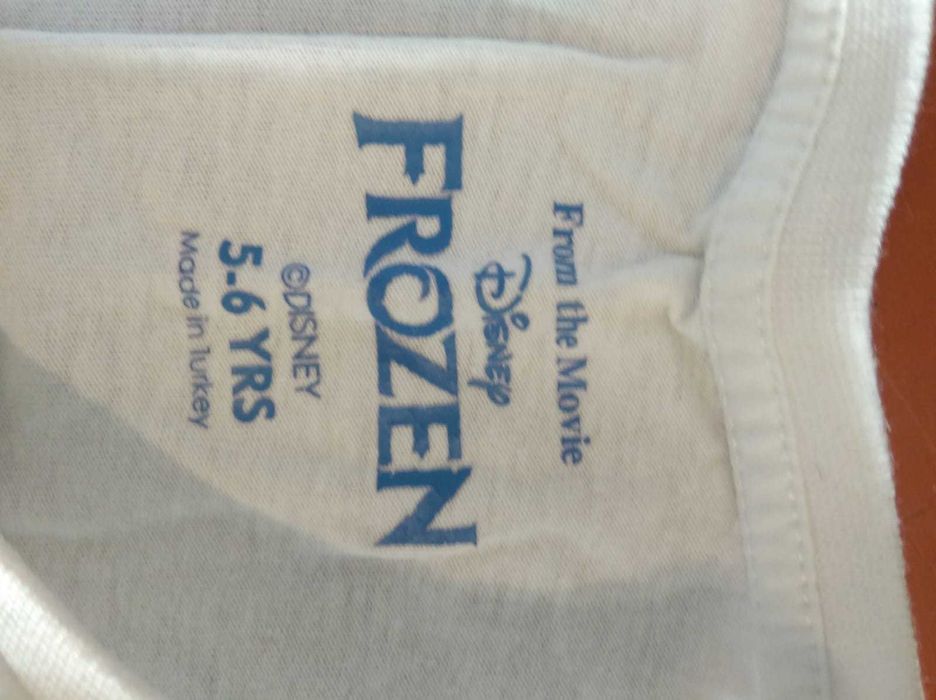 From the Movie
Disney
FROZEN
©DISNEY
5-6 YRS
Made in Turkey